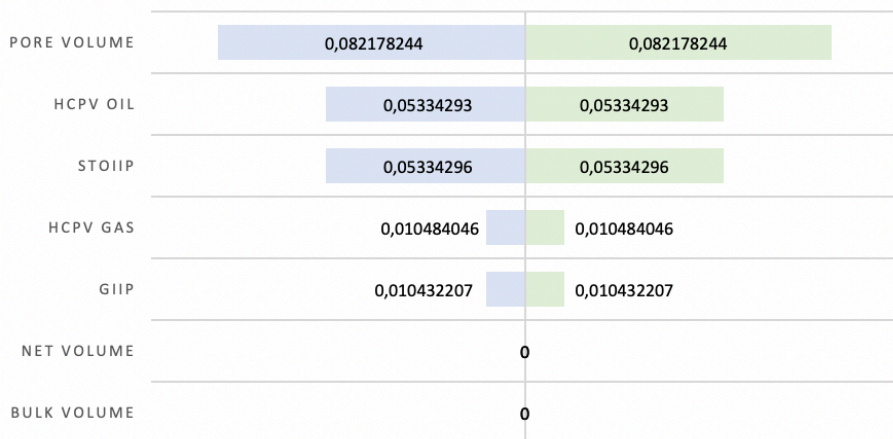 PORE VOLUME 0,082178244 0,082178244
HCPV OIL 0,05334293 0,05334293
STOIIP 0,05334296 0,05334296
HCPV GAS 0,010484046 0,010484046
GIIP 0,010432207 0,010432207
NET VOLUME 0
BULK VOLUME 0